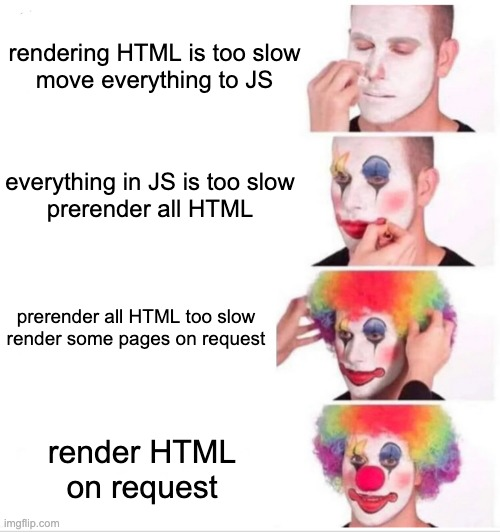 rendering HTML is too slow
move everything to JS
everything in JS is too slow
prerender all HTML
prerender all HTML too slow
render some pages on request
render HTML
on request
imgflip.com